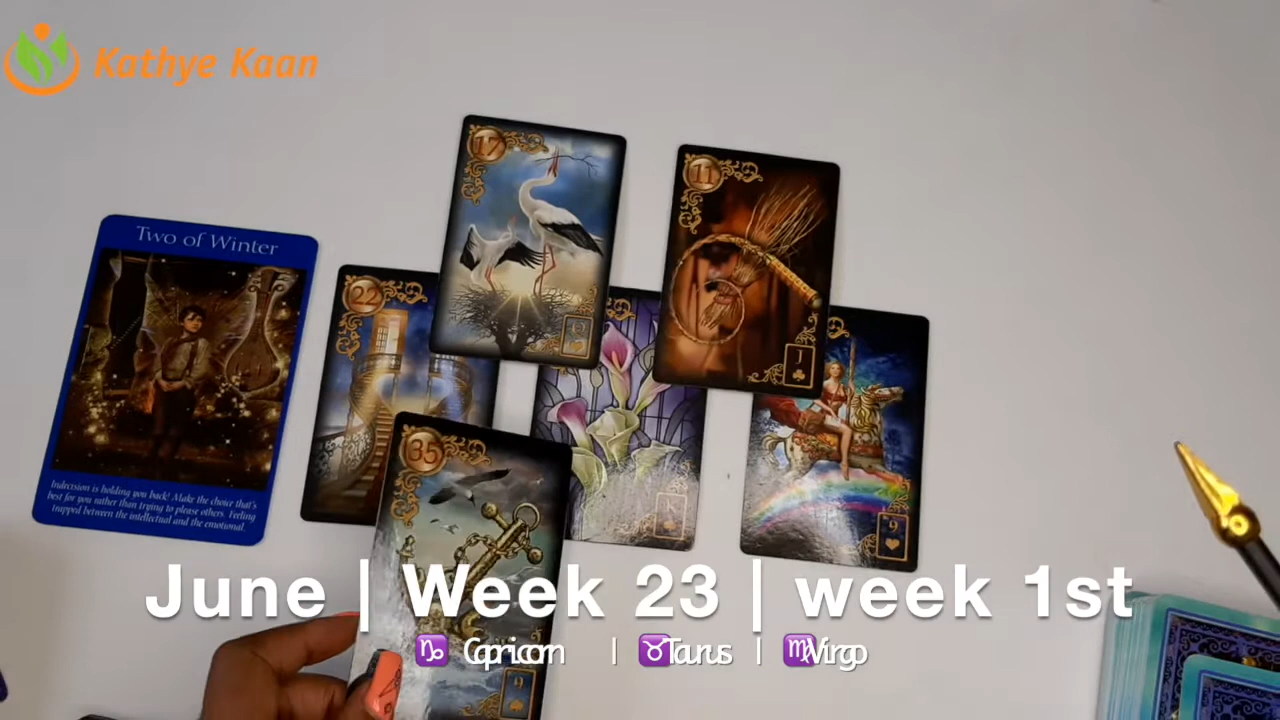 Kathye Kaan
17
11
Two of Winter
22
J
35
K
9
Indecision is holding you back! Make the choice that's
best for you rather than trying to please others. Feeling
trapped between the intellectual and the emotional.
June | Week 23 | week 1st
♑ Capricorn | ♉ Taurus | ♍ Virgo
9